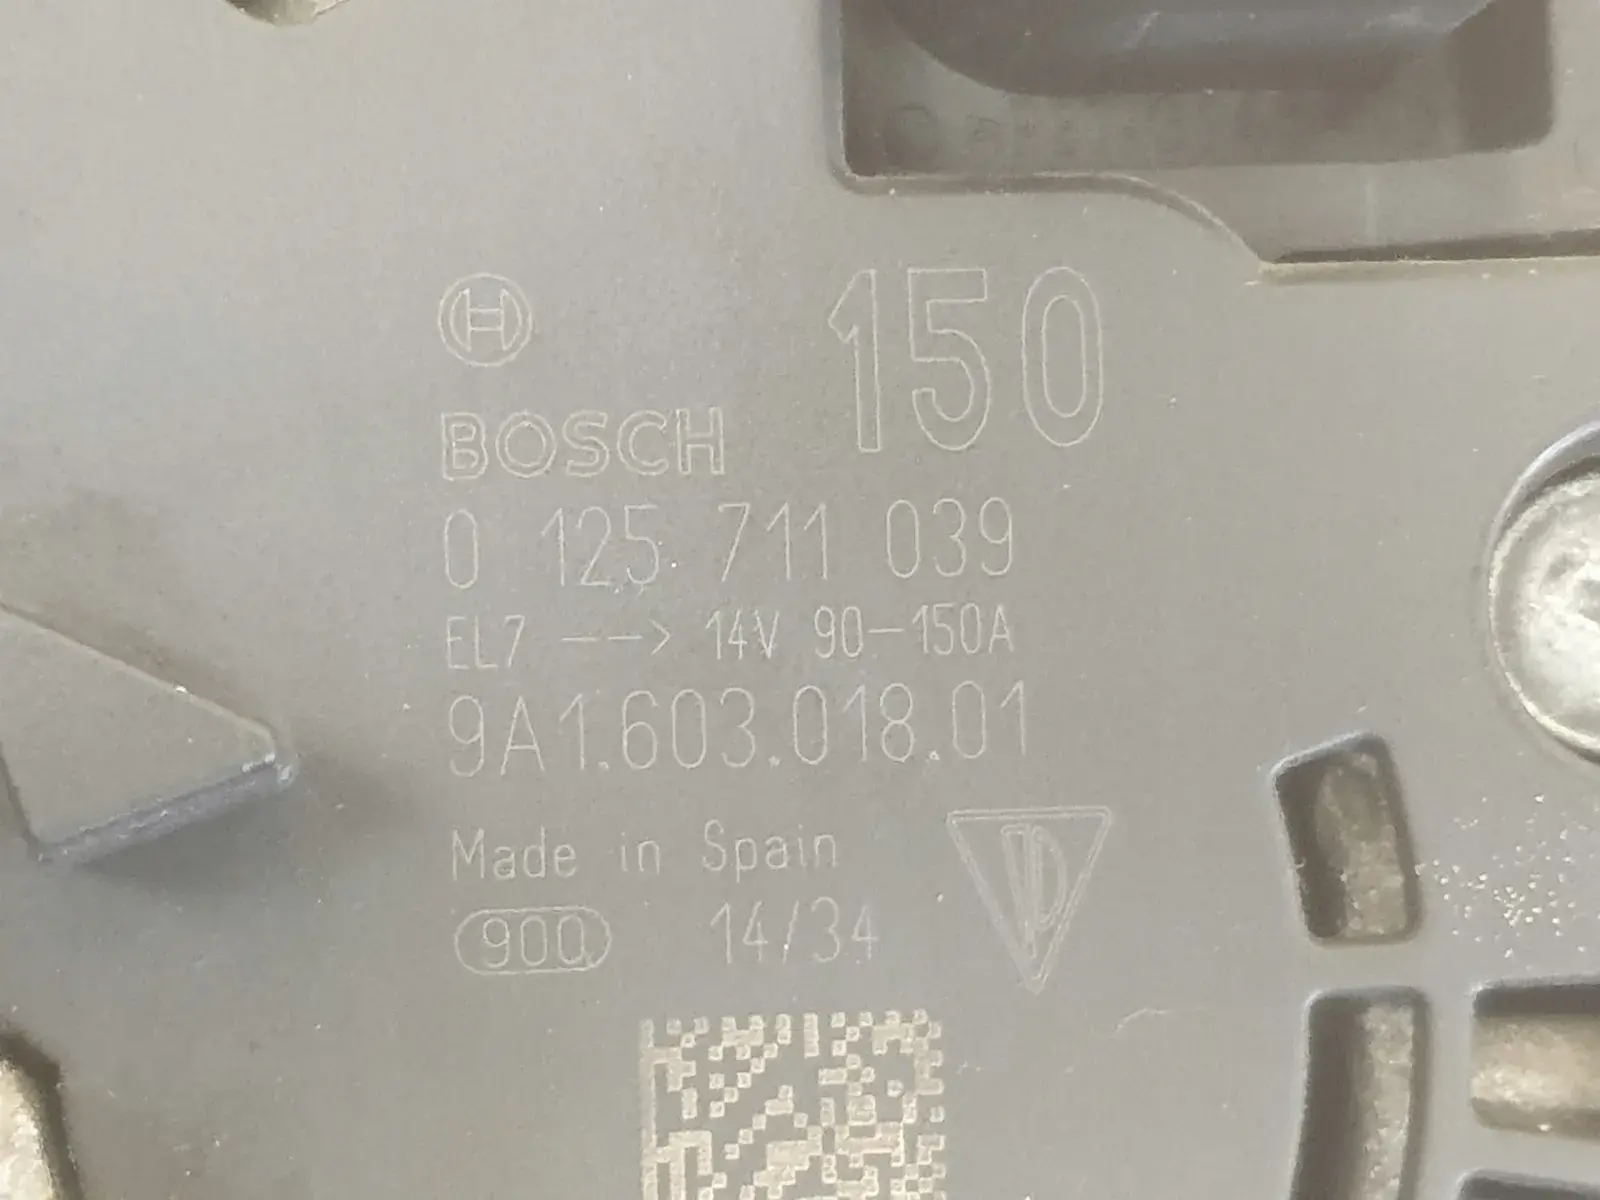 150
BOSCH
0 125 711 039
EL7 --> 14V 90-150A
9A1.603.018.01
Made in Spain
900 14/34